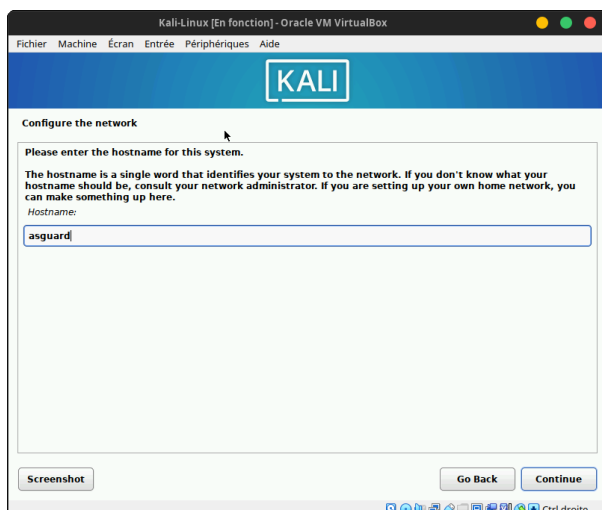 Kali-Linux [En fonction] - Oracle VM VirtualBox
Fichier Machine Écran Entrée Périphériques Aide
KALI
Configure the network
Please enter the hostname for this system.
The hostname is a single word that identifies your system to the network. If you don't know what your
hostname should be, consult your network administrator. If you are setting up your own home network, you
can make something up here.
Hostname:
asguard
Screenshot Go Back Continue
Ctrl droite